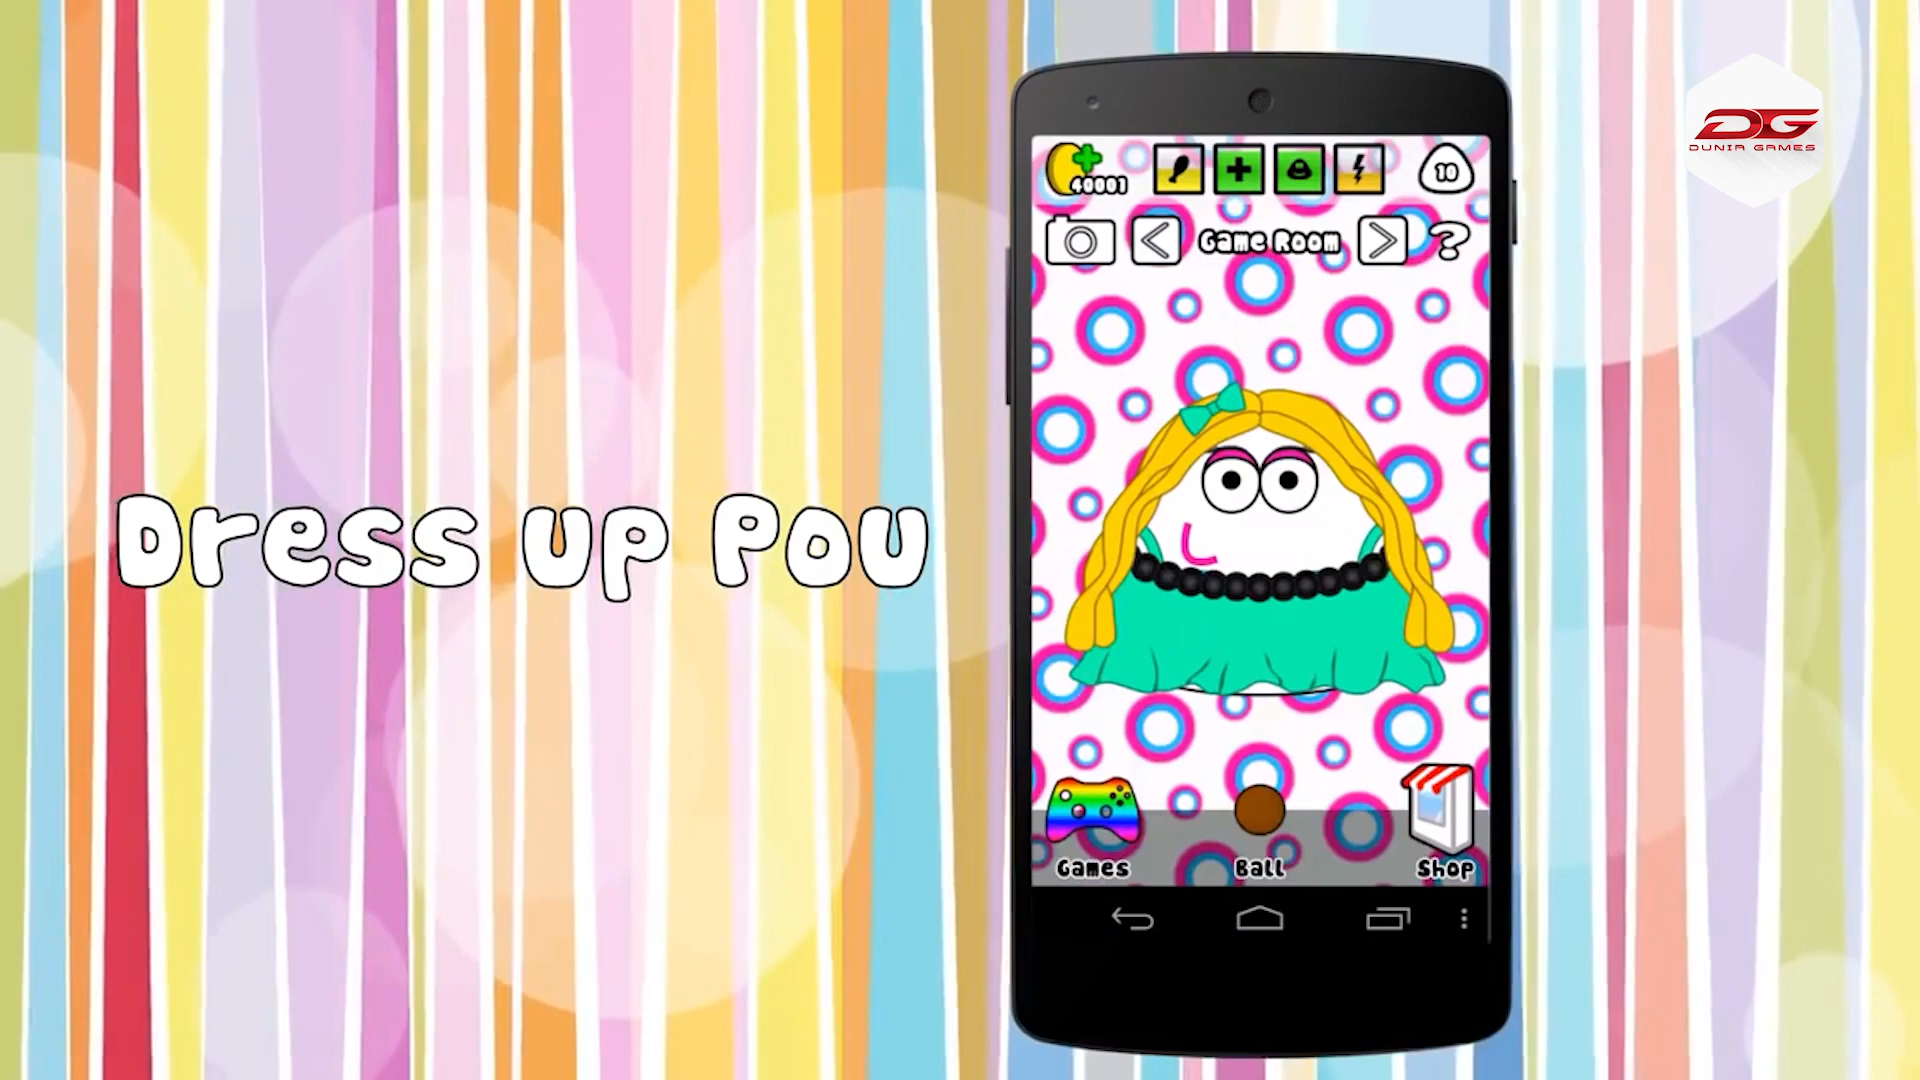 DG
DUNIA GAMES
40001
10
Game Room
?
Dress up Pou
Games
Ball
Shop